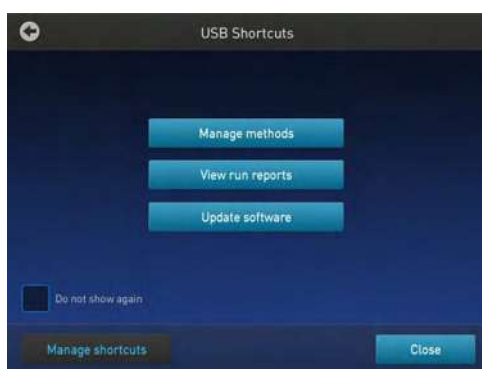 USB Shortcuts
Manage methods
View run reports
Update software
Do not show again
Manage shortcuts
Close